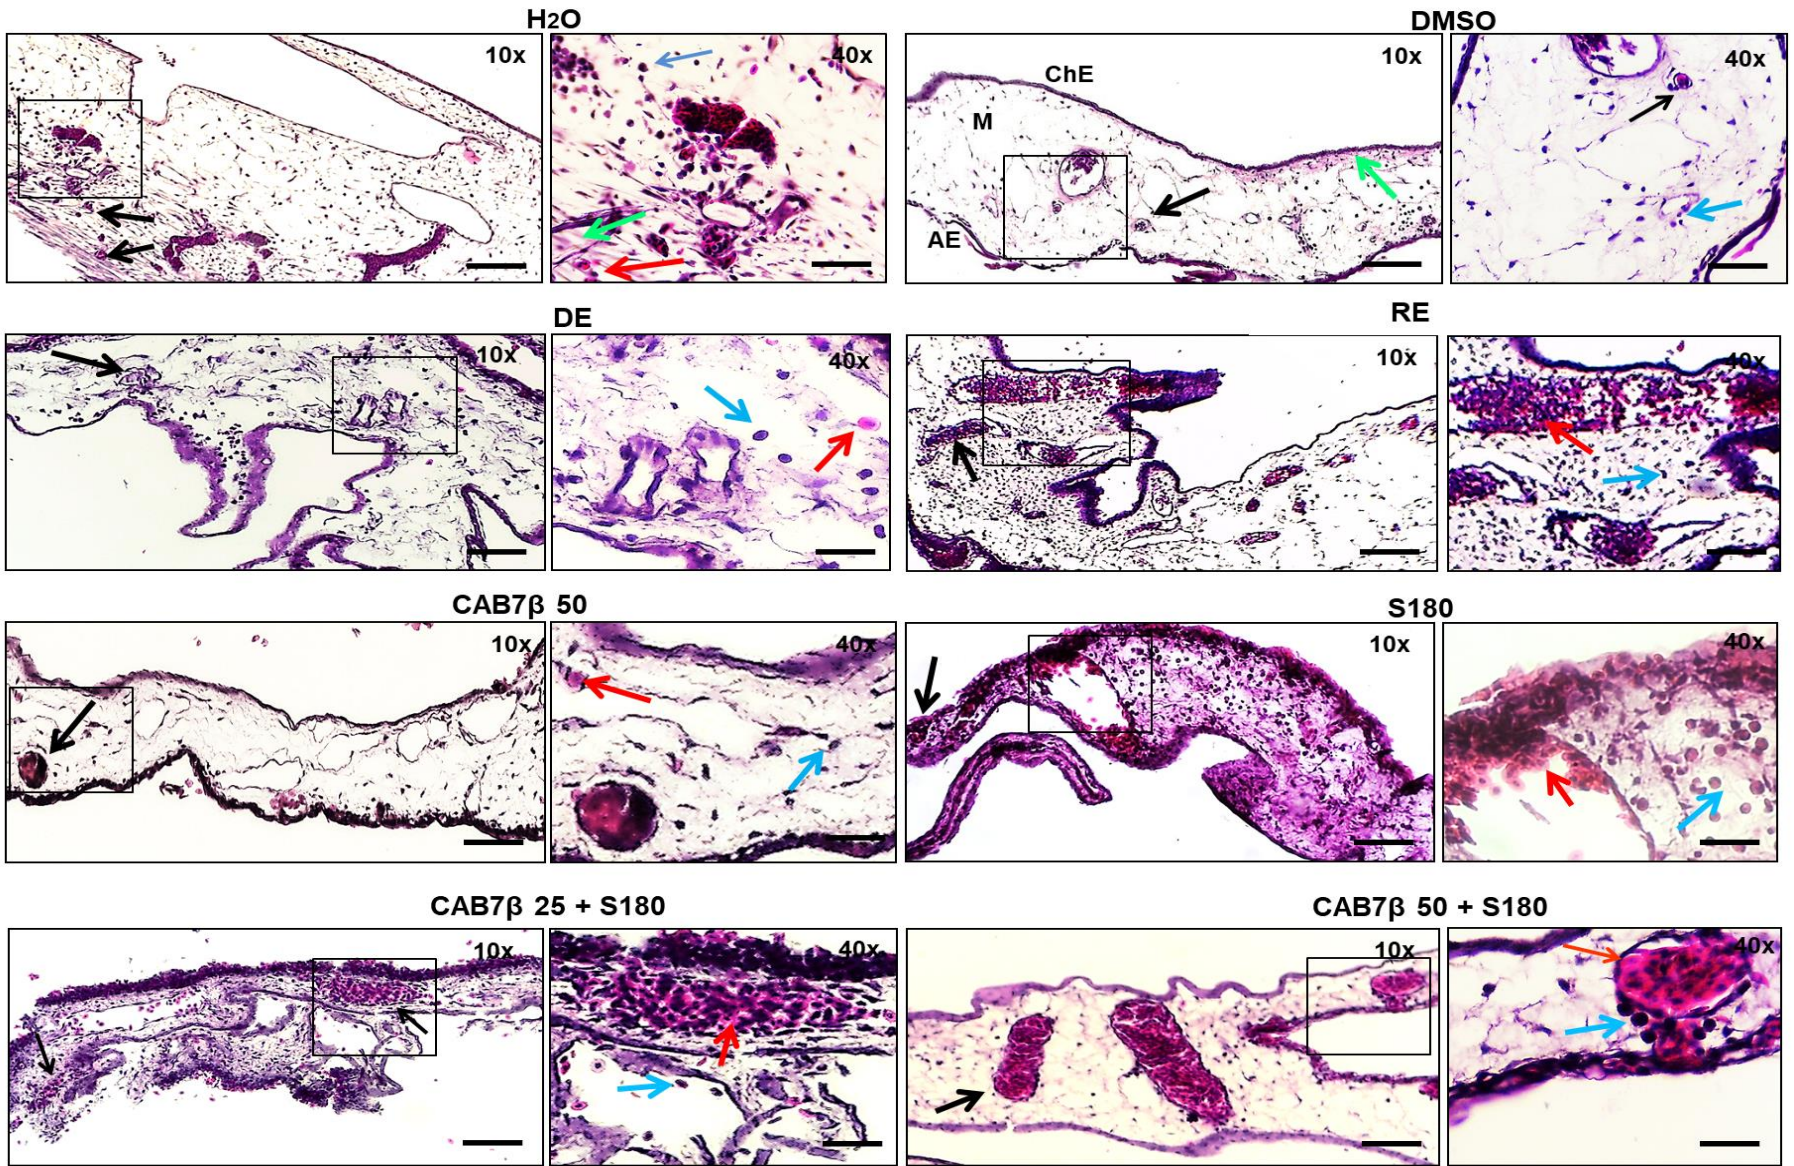 H2O
DMSO
10x
40x
10x
40x
ChE
M
AE
DE
RE
10x
40x
10x
40x
CAB7β 50
S180
10x
40x
10x
40x
CAB7β 25 + S180
CAB7β 50 + S180
10x
40x
10x
40x